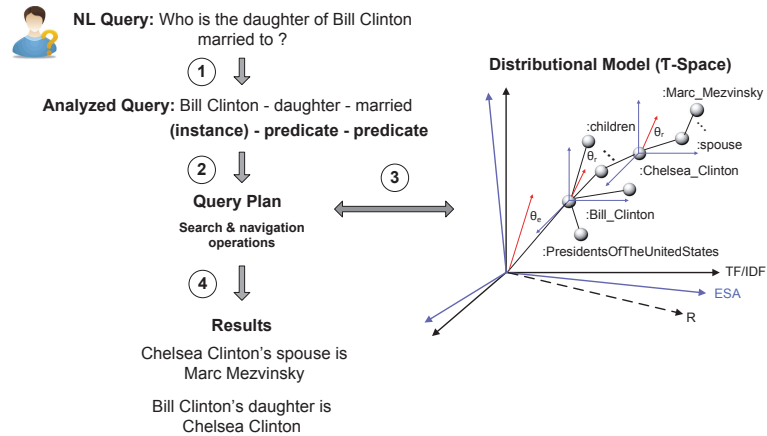 NL Query: Who is the daughter of Bill Clinton
married to ?
1
Analyzed Query: Bill Clinton - daughter - married
(instance) - predicate - predicate
2
3
Query Plan
Search & navigation
operations
4
Results
Chelsea Clinton's spouse is
Marc Mezvinsky
Bill Clinton's daughter is
Chelsea Clinton
Distributional Model (T-Space)
:Marc_Mezvinsky
:children
θr
:spouse
θr
:Chelsea_Clinton
θe
:Bill_Clinton
:PresidentsOfTheUnitedStates
TF/IDF
ESA
R